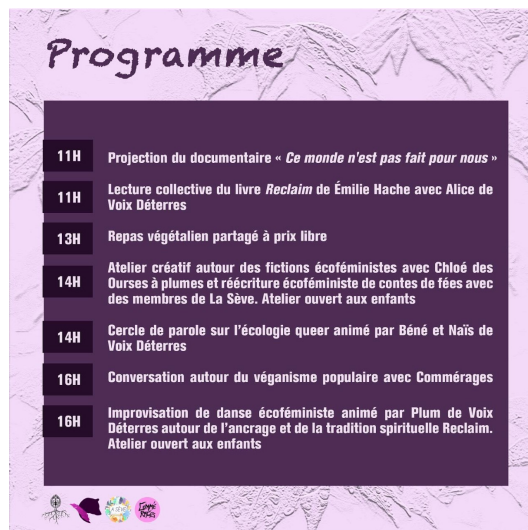 Programme
11H
Projection du documentaire « Ce monde n'est pas fait pour nous »
11H
Lecture collective du livre Reclaim de Émilie Hache avec Alice de
Voix Déterres
13H
Repas végétalien partagé à prix libre
14H
Atelier créatif autour des fictions écoféministes avec Chloé des
Ourses à plumes et réécriture écoféministe de contes de fées avec
des membres de La Sève. Atelier ouvert aux enfants
14H
Cercle de parole sur l'écologie queer animé par Béné et Naïs de
Voix Déterres
16H
Conversation autour du véganisme populaire avec Commérages
16H
Improvisation de danse écoféministe animé par Plum de Voix
Déterres autour de l'ancrage et de la tradition spirituelle Reclaim.
Atelier ouvert aux enfants